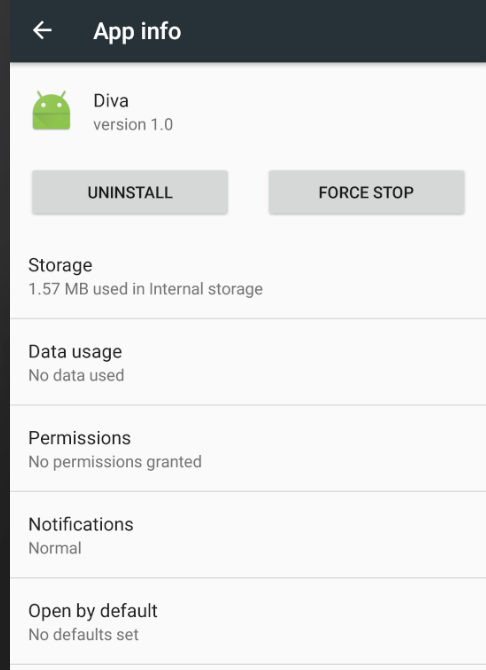 App info
Diva
version 1.0
UNINSTALL
FORCE STOP
Storage
1.57 MB used in Internal storage
Data usage
No data used
Permissions
No permissions granted
Notifications
Normal
Open by default
No defaults set